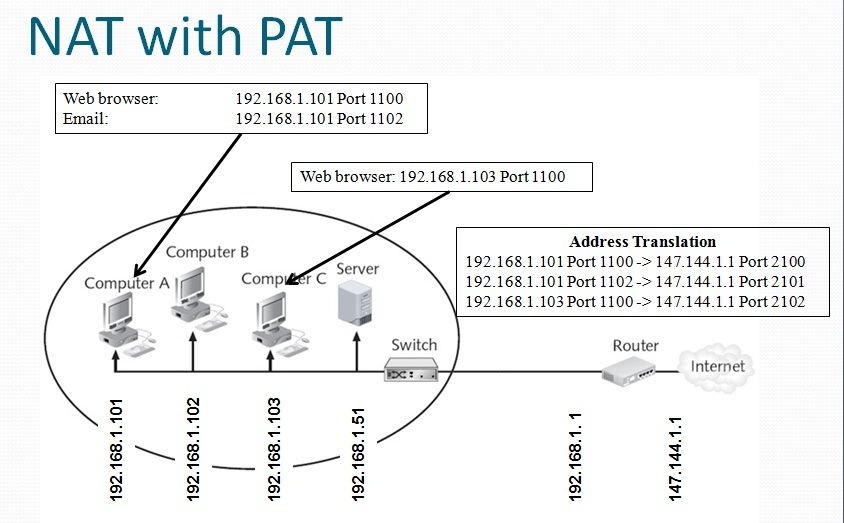 NAT with PAT
Web browser: 192.168.1.101 Port 1100
Email: 192.168.1.101 Port 1102
Web browser: 192.168.1.103 Port 1100
Address Translation
192.168.1.101 Port 1100 -> 147.144.1.1 Port 2100
192.168.1.101 Port 1102 -> 147.144.1.1 Port 2101
192.168.1.103 Port 1100 -> 147.144.1.1 Port 2102
Computer A
Computer B
Computer C
Server
Switch
Router
Internet
192.168.1.101
192.168.1.102
192.168.1.103
192.168.1.51
192.168.1. 1
147.144.1.1